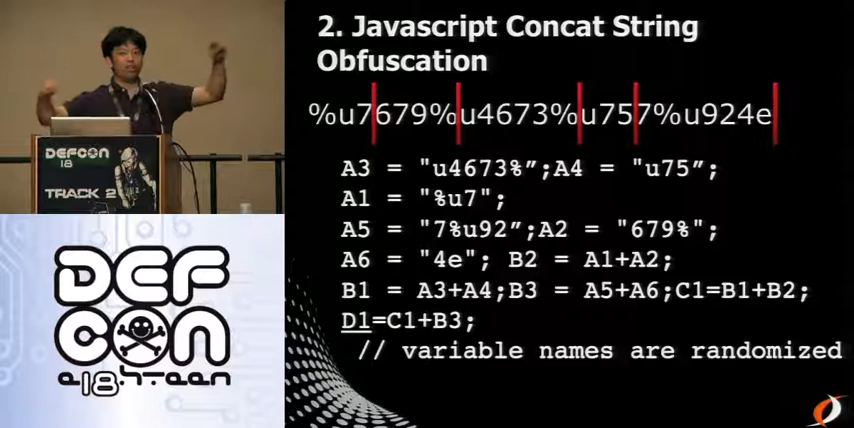 2. Javascript Concat String
Obfuscation
%u7679%u4673%u757%u924e
A3 = "u4673%”;A4 = "u75”;
A1 = "%u7";
A5 = "7%u92”;A2 = "679%";
A6 = "4e"; B2 = A1+A2;
B1 = A3+A4;B3 = A5+A6;C1=B1+B2;
D1=C1+B3;
// variable names are randomized
DEFCON
18
TRACK 2
DEF
CON
e18h-teen